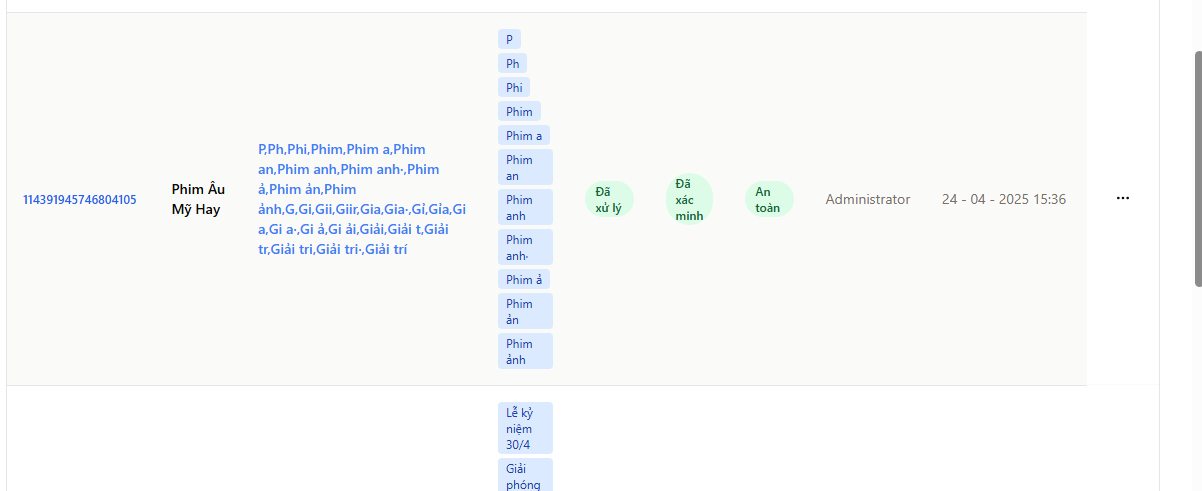 114391945746804105
Phim Âu
Mỹ Hay
P,Ph,Phi,Phim,Phim a,Phim
an,Phim anh,Phim anh·,Phim
ả,Phim ản,Phim
ảnh,G,Gi,Gii,Giir,Gia,Gia·,Gỉ,Gỉa,Gi
a,Gi a·,Gi ả,Gi ải,Giải,Giải t,Giải
tr,Giải tri,Giải tri·,Giải trí
P
Ph
Phi
Phim
Phim a
Phim
an
Phim
anh
Phim
anh·
Phim ả
Phim
ản
Phim
ảnh
Đã
xử lý
Đã
xác
minh
An
toàn
Administrator
24 - 04 - 2025 15:36
···
Lễ kỷ
niệm
30/4
Giải
phóng